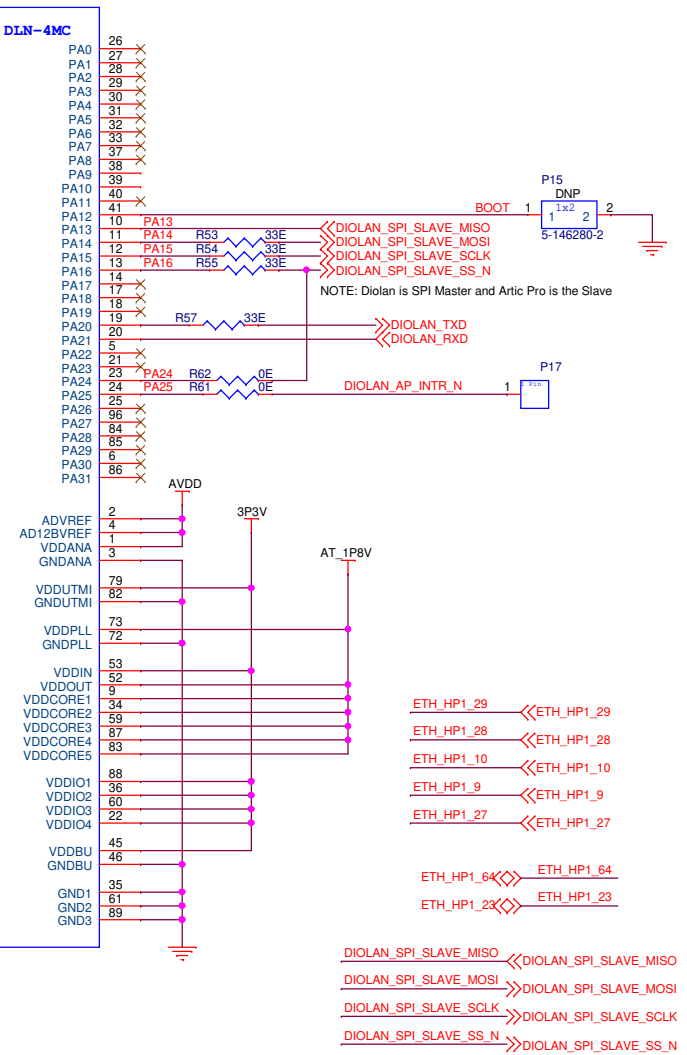 DLN-4MC
PA0 26
PA1 27
PA2 28
PA3 29
PA4 30
PA5 31
PA6 32
PA7 33
PA8 37
PA9 38
PA10 39
PA11 40
PA12 41 BOOT 1
P15
DNP
1x2
1 2
2
5-146280-2
PA13 10 PA13 DIOLAN_SPI_SLAVE_MISO
PA14 11 PA14 R53 33E DIOLAN_SPI_SLAVE_MOSI
PA15 12 PA15 R54 33E DIOLAN_SPI_SLAVE_SCLK
PA16 13 PA16 R55 33E DIOLAN_SPI_SLAVE_SS_N
NOTE: Diolan is SPI Master and Artic Pro is the Slave
PA17 14
PA18 17
PA19 18
PA20 19 R57 33E DIOLAN_TXD
PA21 20 DIOLAN_RXD
PA22 5
PA23 21
PA24 23 PA24 R62 0E
PA25 24 PA25 R61 0E DIOLAN_AP_INTR_N 1
P17
1 Pin
PA26 25
PA27 96
PA28 84
PA29 85
PA30 6
PA31 86
AVDD
3P3V
AT_1P8V
ADVREF 2
AD12BVREF 4
VDDANA 1
GNDANA 3
VDDUTMI 79
GNDUTMI 82
VDDPLL 73
GNDPLL 72
VDDIN 53
VDDOUT 52
VDDCORE1 9
VDDCORE2 34
VDDCORE3 59
VDDCORE4 87
VDDCORE5 83
VDDIO1 88
VDDIO2 36
VDDIO3 60
VDDIO4 22
VDDBU 45
GNDBU 46
GND1 35
GND2 61
GND3 89
ETH_HP1_29 ETH_HP1_29
ETH_HP1_28 ETH_HP1_28
ETH_HP1_10 ETH_HP1_10
ETH_HP1_9 ETH_HP1_9
ETH_HP1_27 ETH_HP1_27
ETH_HP1_64 ETH_HP1_64
ETH_HP1_23 ETH_HP1_23
DIOLAN_SPI_SLAVE_MISO DIOLAN_SPI_SLAVE_MISO
DIOLAN_SPI_SLAVE_MOSI DIOLAN_SPI_SLAVE_MOSI
DIOLAN_SPI_SLAVE_SCLK DIOLAN_SPI_SLAVE_SCLK
DIOLAN_SPI_SLAVE_SS_N DIOLAN_SPI_SLAVE_SS_N